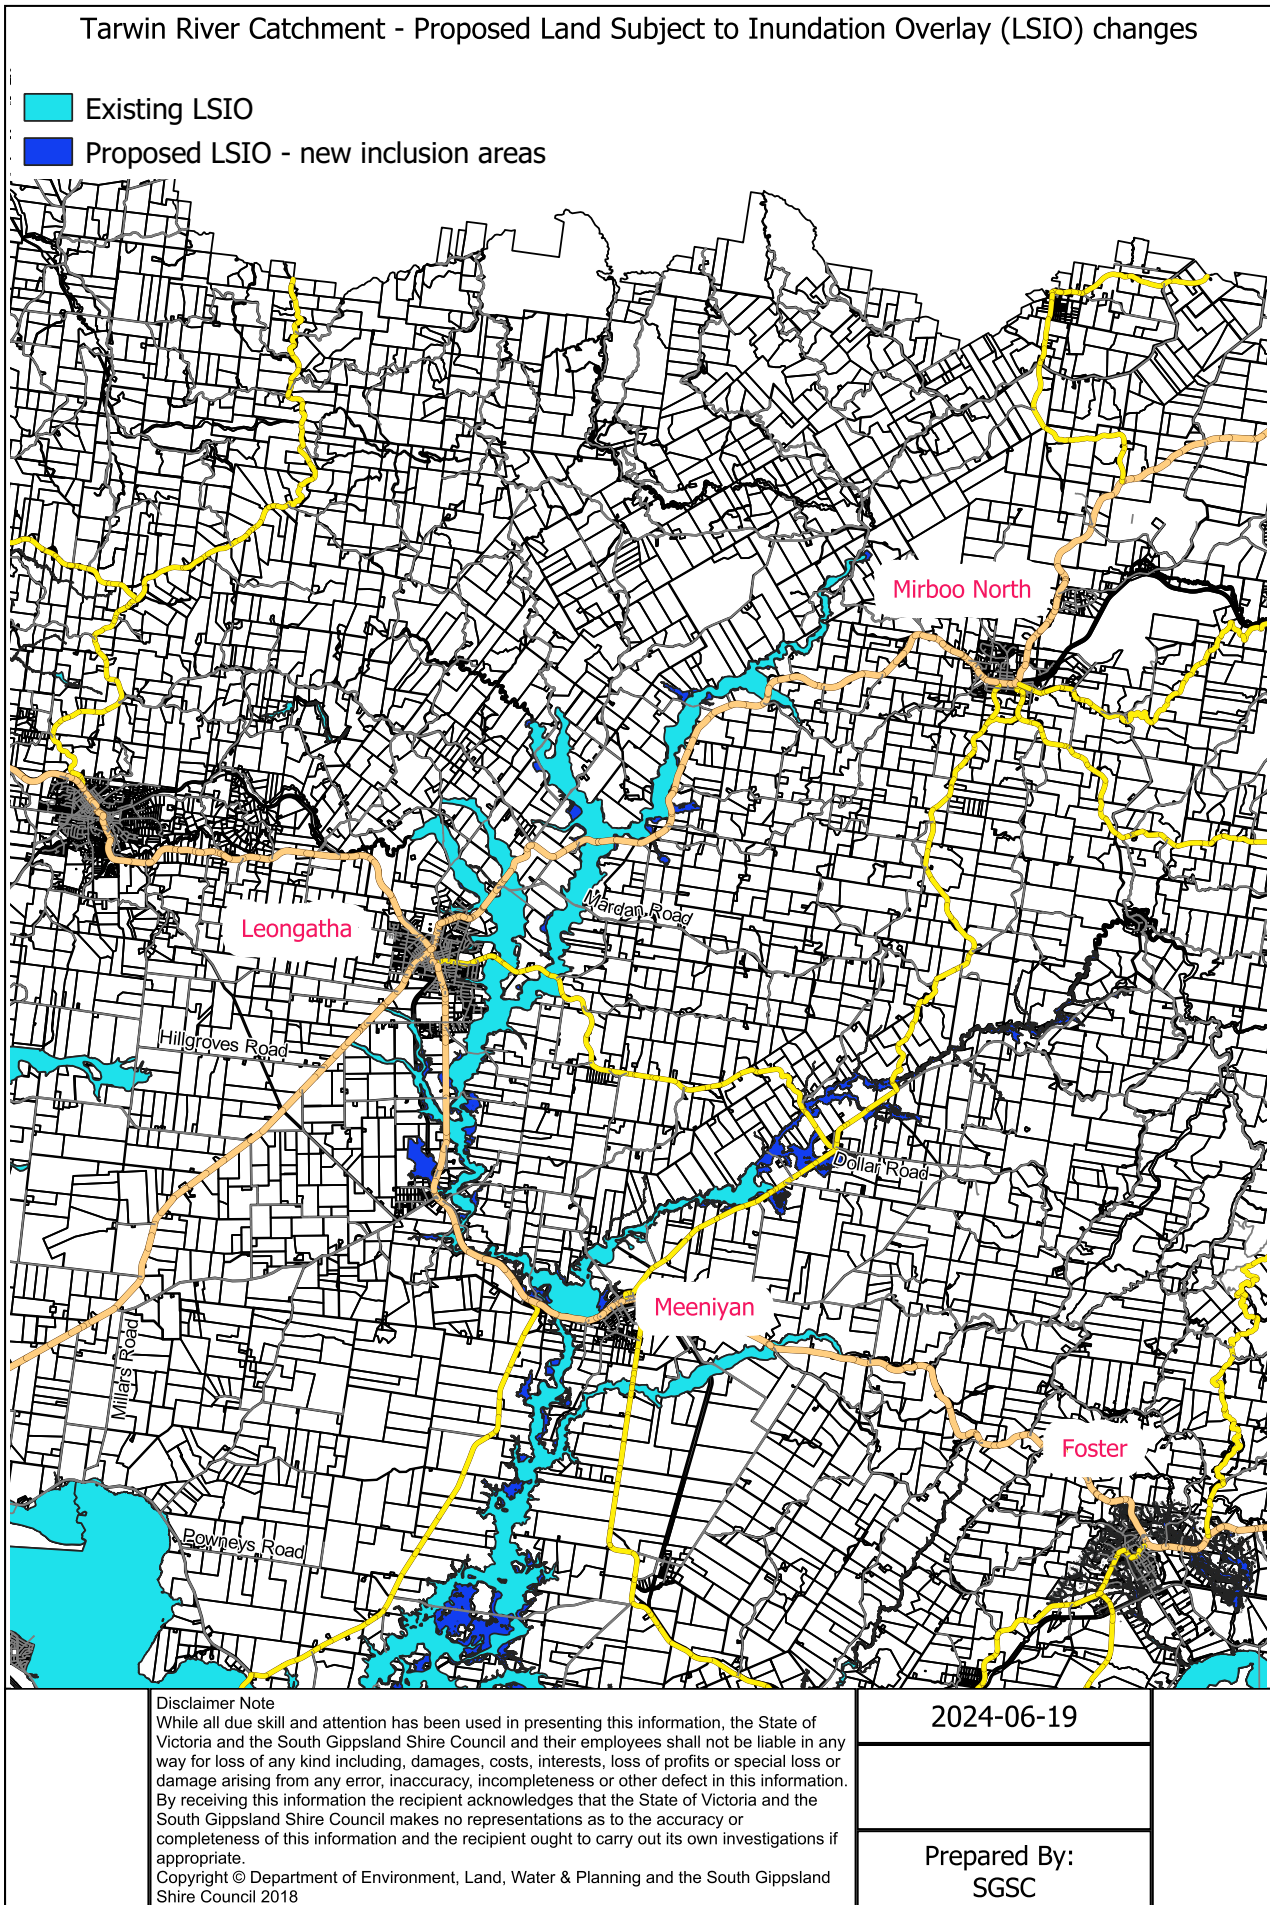 Tarwin River Catchment - Proposed Land Subject to Inundation Overlay (LSIO) changes
Existing LSIO
Proposed LSIO - new inclusion areas
Mirboo North
Mardan Road
Leongatha
Hillgroves Road
Dollar Road
Meeniyan
Millars Road
Foster
Powneys Road
Disclaimer Note
While all due skill and attention has been used in presenting this information, the State of
Victoria and the South Gippsland Shire Council and their employees shall not be liable in any
way for loss of any kind including, damages, costs, interests, loss of profits or special loss or
damage arising from any error, inaccuracy, incompleteness or other defect in this information.
By receiving this information the recipient acknowledges that the State of Victoria and the
South Gippsland Shire Council makes no representations as to the accuracy or
completeness of this information and the recipient ought to carry out its own investigations if
appropriate.
Copyright © Department of Environment, Land, Water & Planning and the South Gippsland
Shire Council 2018
2024-06-19
Prepared By:
SGSC